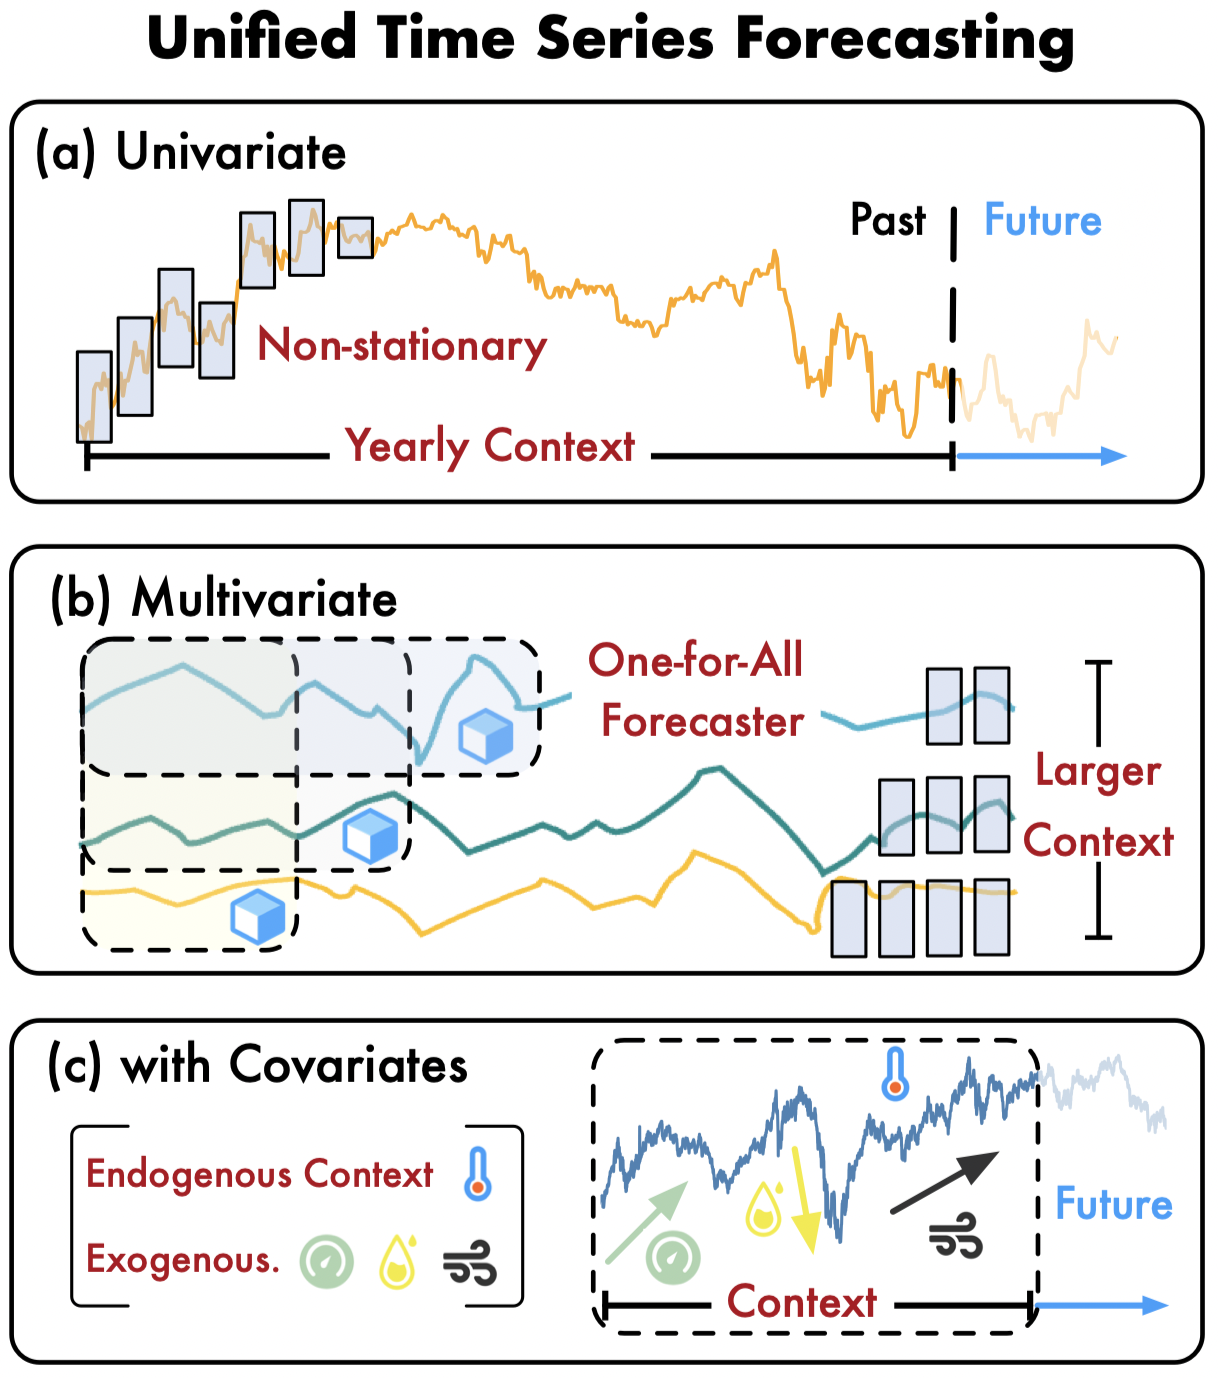 Unified Time Series Forecasting
(a) Univariate
Past
Future
Non-stationary
Yearly Context
(b) Multivariate
One-for-All
Forecaster
Larger
Context
(c) with Covariates
Endogenous Context
Exogenous.
Future
Context